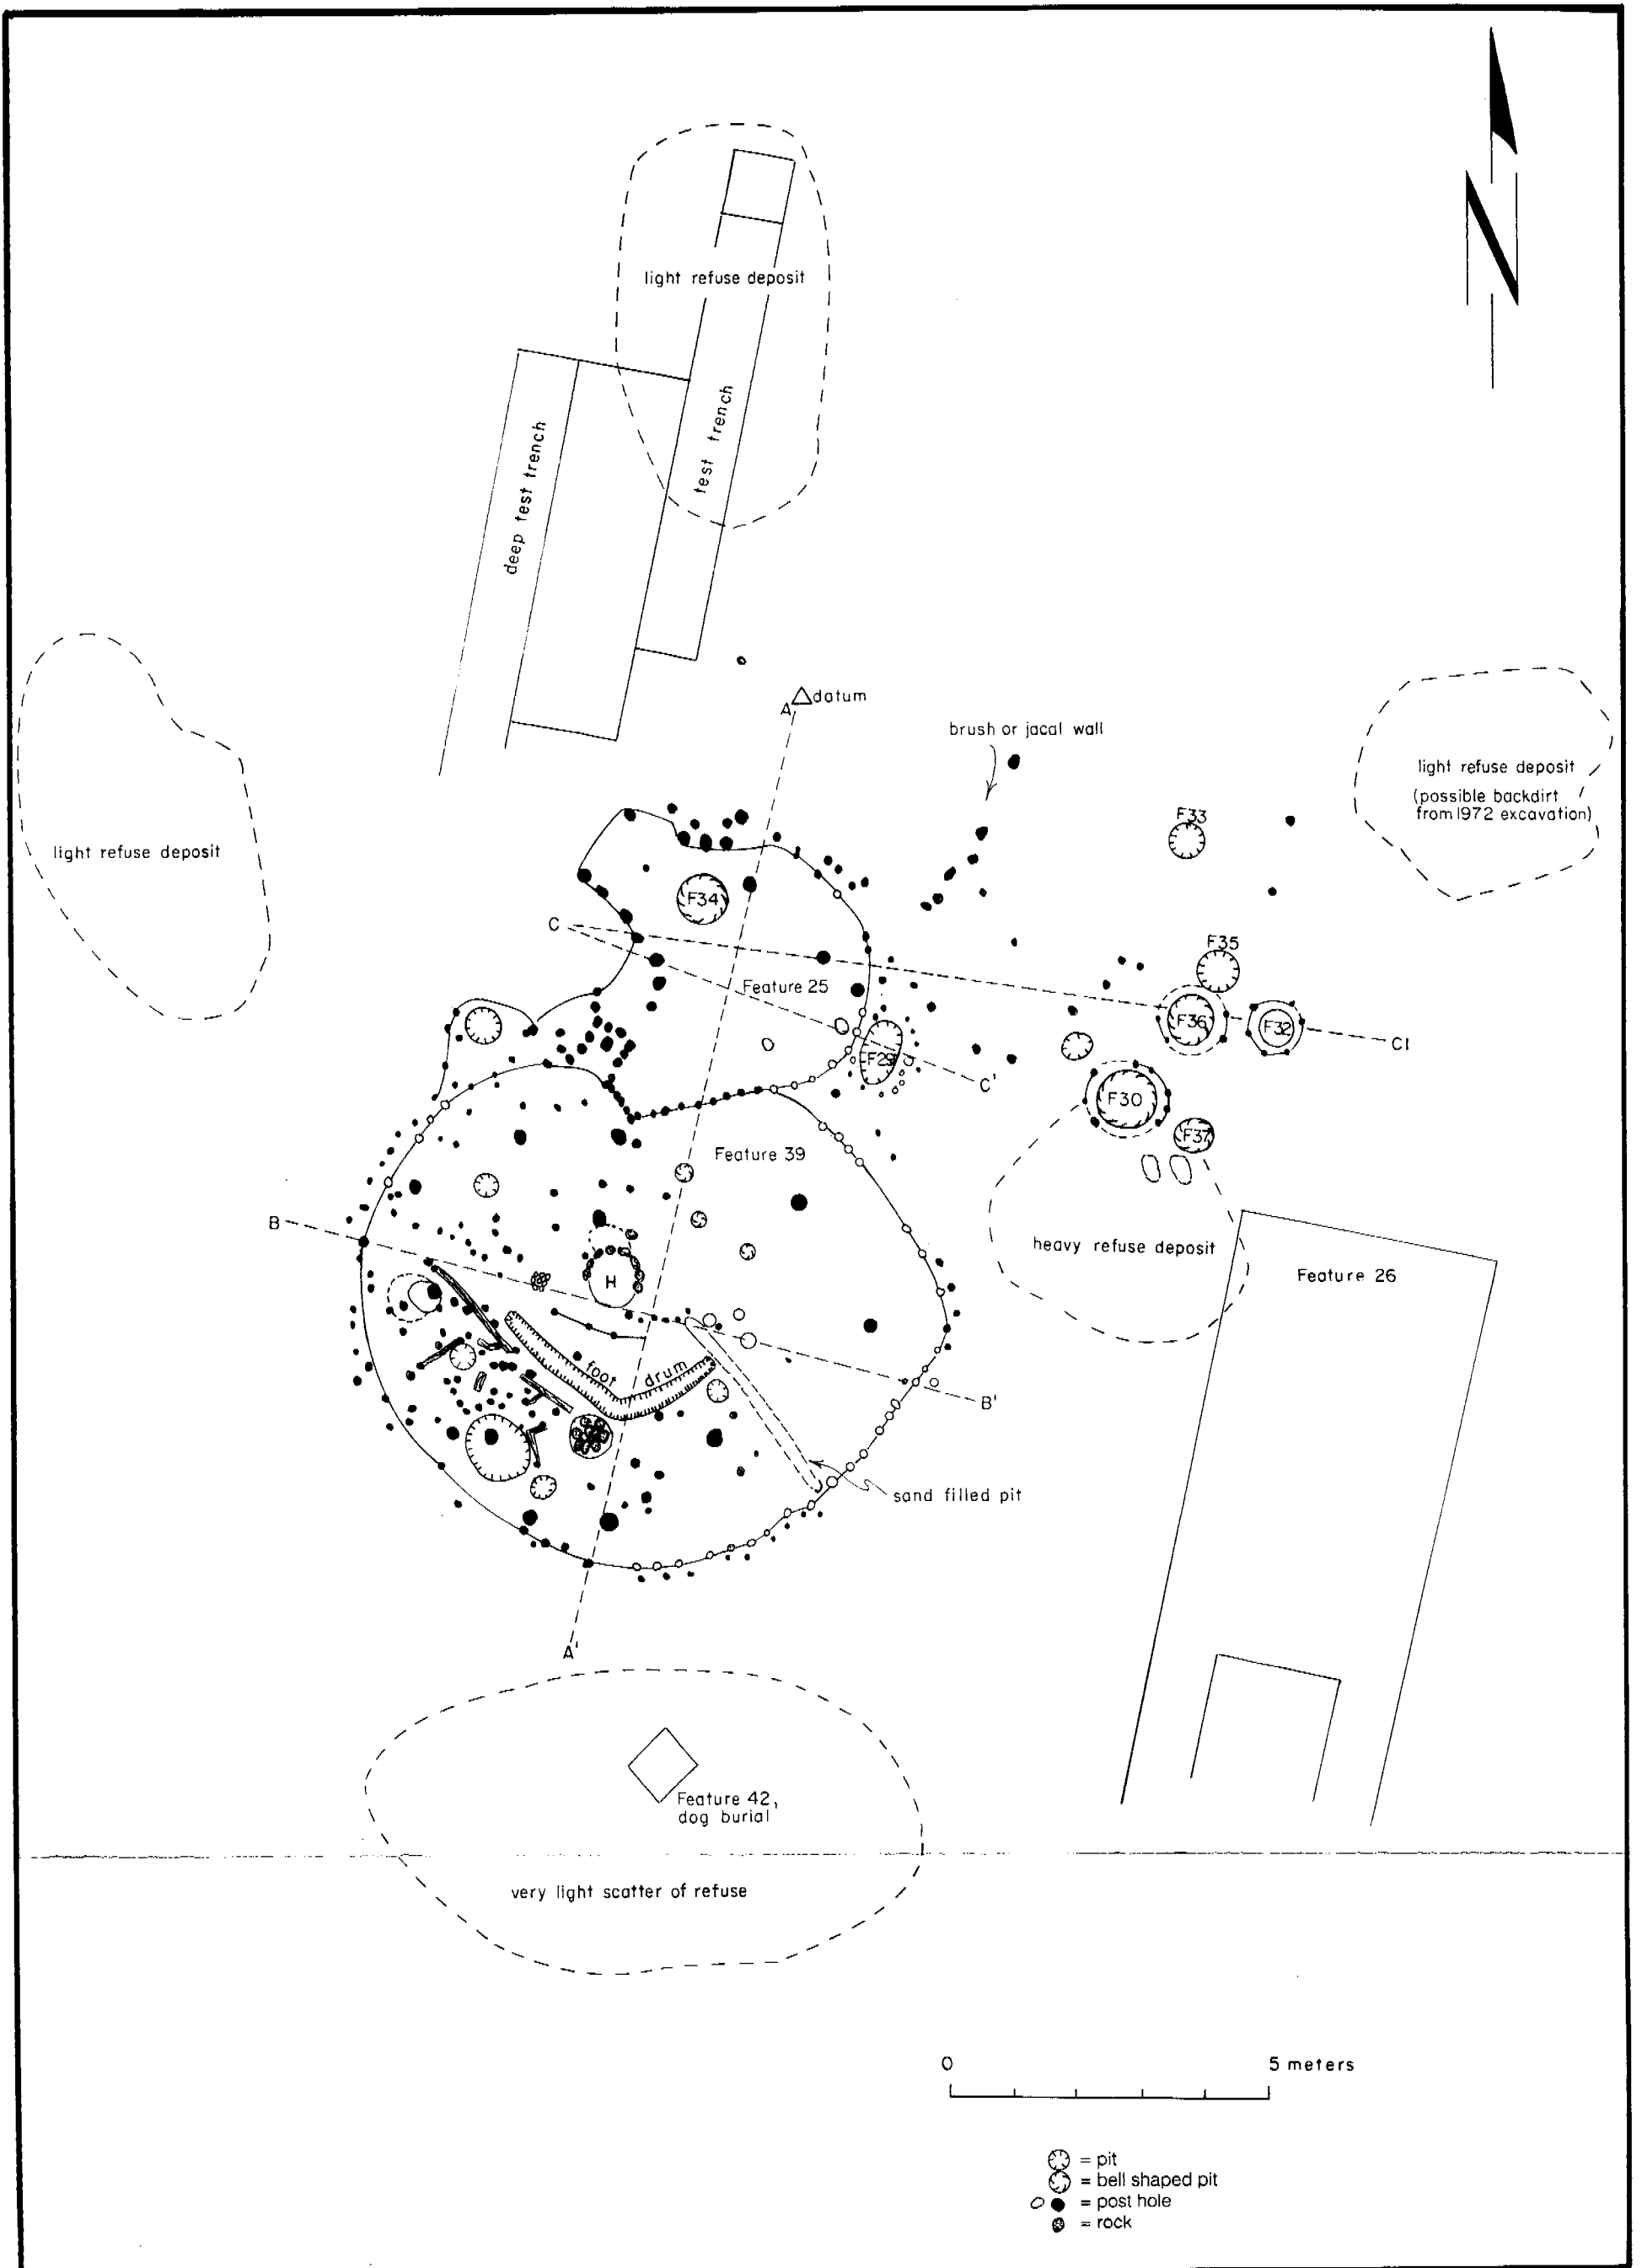 N
light refuse deposit
test trench
deep test trench
A
datum
brush or jacal wall
light refuse deposit
(possible backdirt
from 1972 excavation)
F33
light refuse deposit
F34
C
F35
Feature 25
F36
F32
C1
F29
C'
F30
F37
Feature 39
B
heavy refuse deposit
Feature 26
H
foot drum
B'
sand filled pit
A'
Feature 42,
dog burial
very light scatter of refuse
0 5 meters
= pit
= bell shaped pit
= post hole
= rock